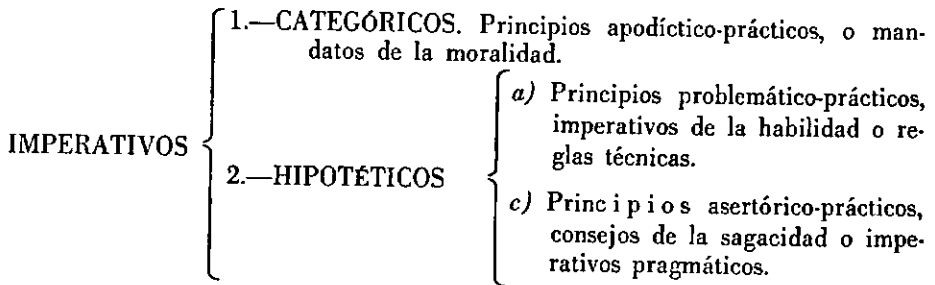 1.—CATEGÓRICOS. Principios apodíctico-prácticos, o man-
datos de la moralidad.
IMPERATIVOS
2.—HIPOTÉTICOS
a) Principios problemático-prácticos,
imperativos de la habilidad o re-
glas técnicas.
c) Princ i p i o s asertórico-prácticos,
consejos de la sagacidad o impe-
rativos pragmáticos.